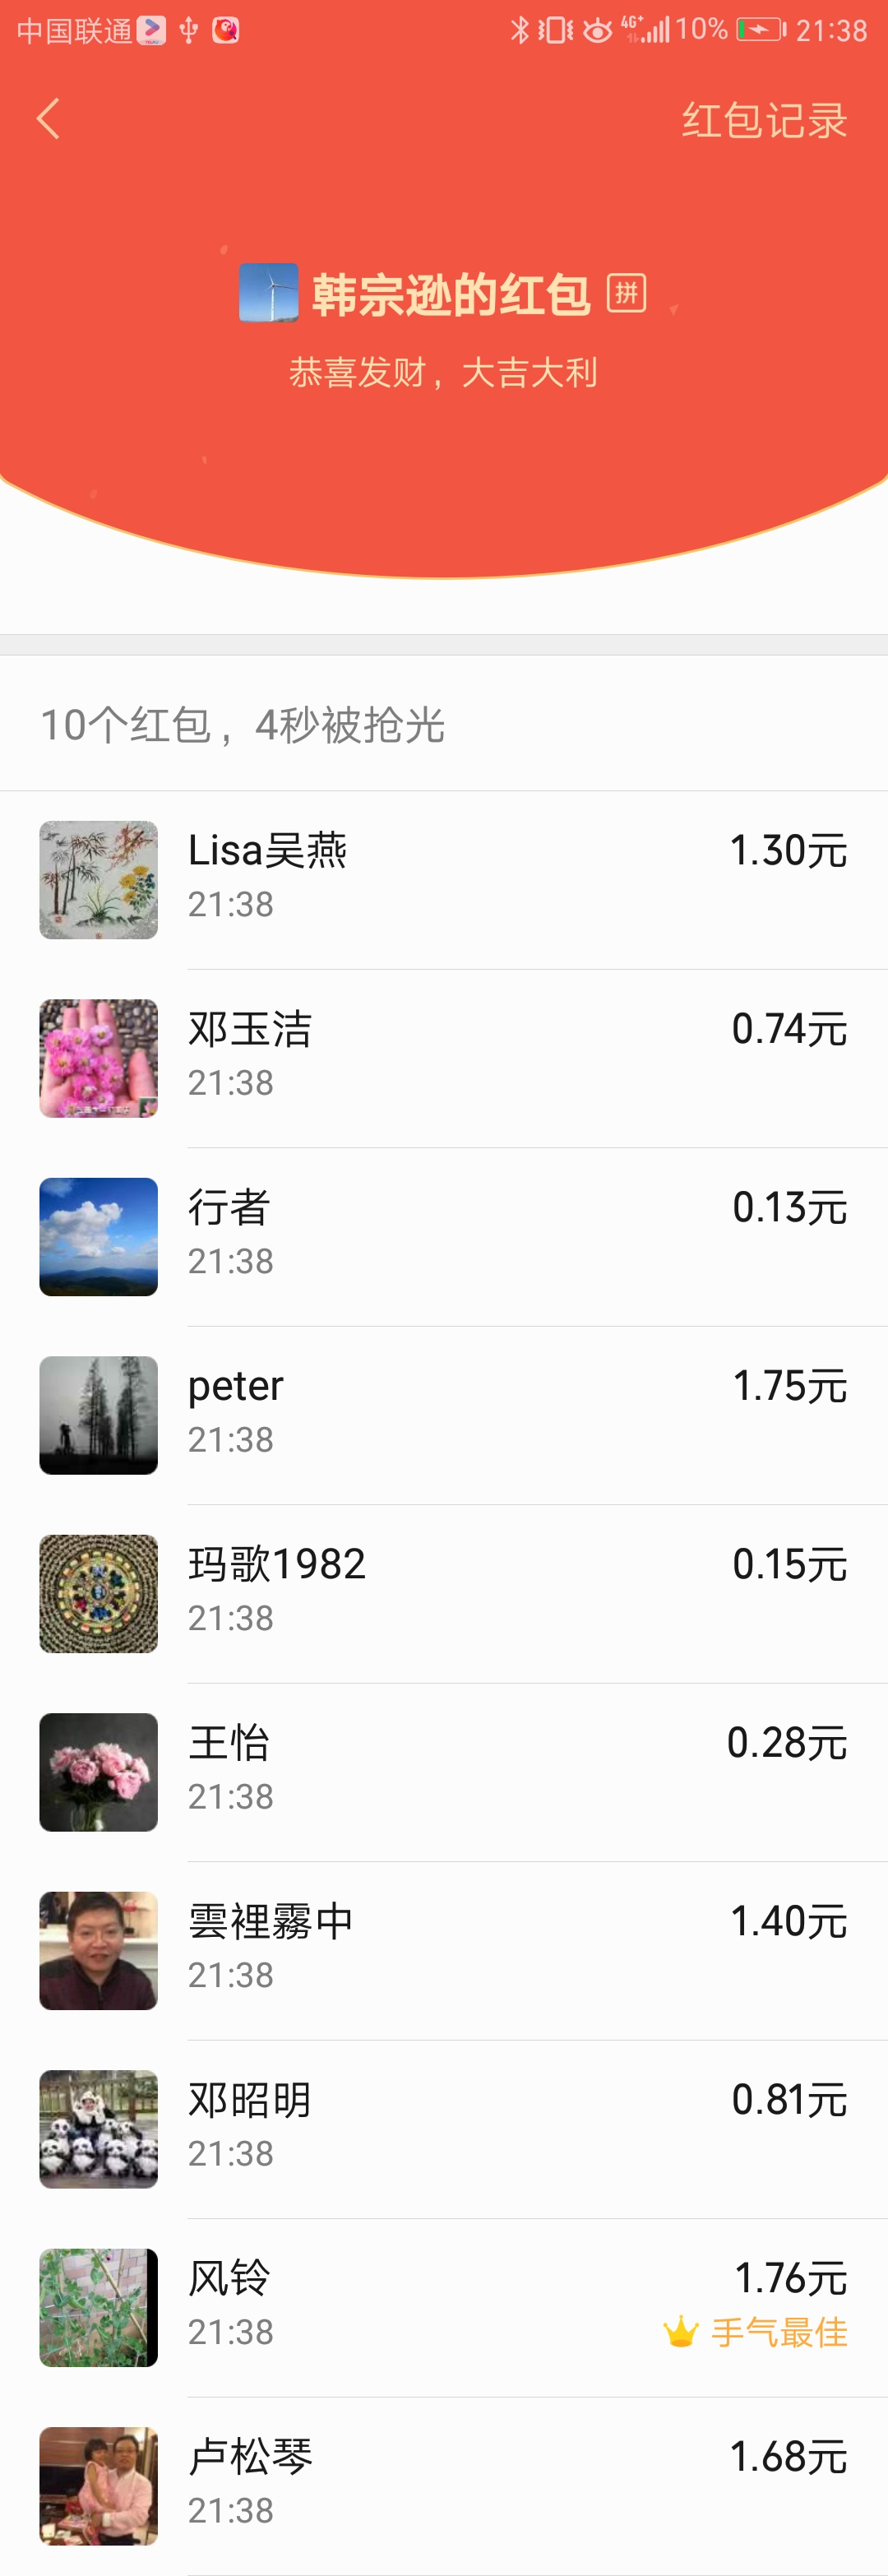 中国联通 4G+ 10% 21:38
红包记录
韩宗逊的红包 拼
恭喜发财，大吉大利
10个红包，4秒被抢光
Lisa吴燕 1.30元
21:38
邓玉洁 0.74元
21:38
行者 0.13元
21:38
peter 1.75元
21:38
玛歌1982 0.15元
21:38
王怡 0.28元
21:38
雲裡霧中 1.40元
21:38
邓昭明 0.81元
21:38
风铃 1.76元
21:38 手气最佳
卢松琴 1.68元
21:38